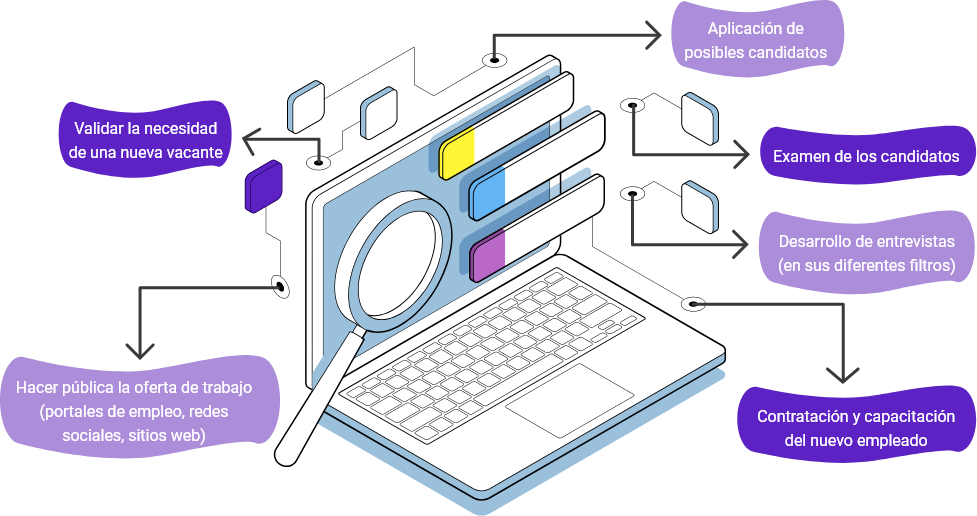 Aplicación de
posibles candidatos
Validar la necesidad
de una nueva vacante
Examen de los candidatos
Desarrollo de entrevistas
(en sus diferentes filtros)
Hacer pública la oferta de trabajo
(portales de empleo, redes
sociales, sitios web)
Contratación y capacitación
del nuevo empleado